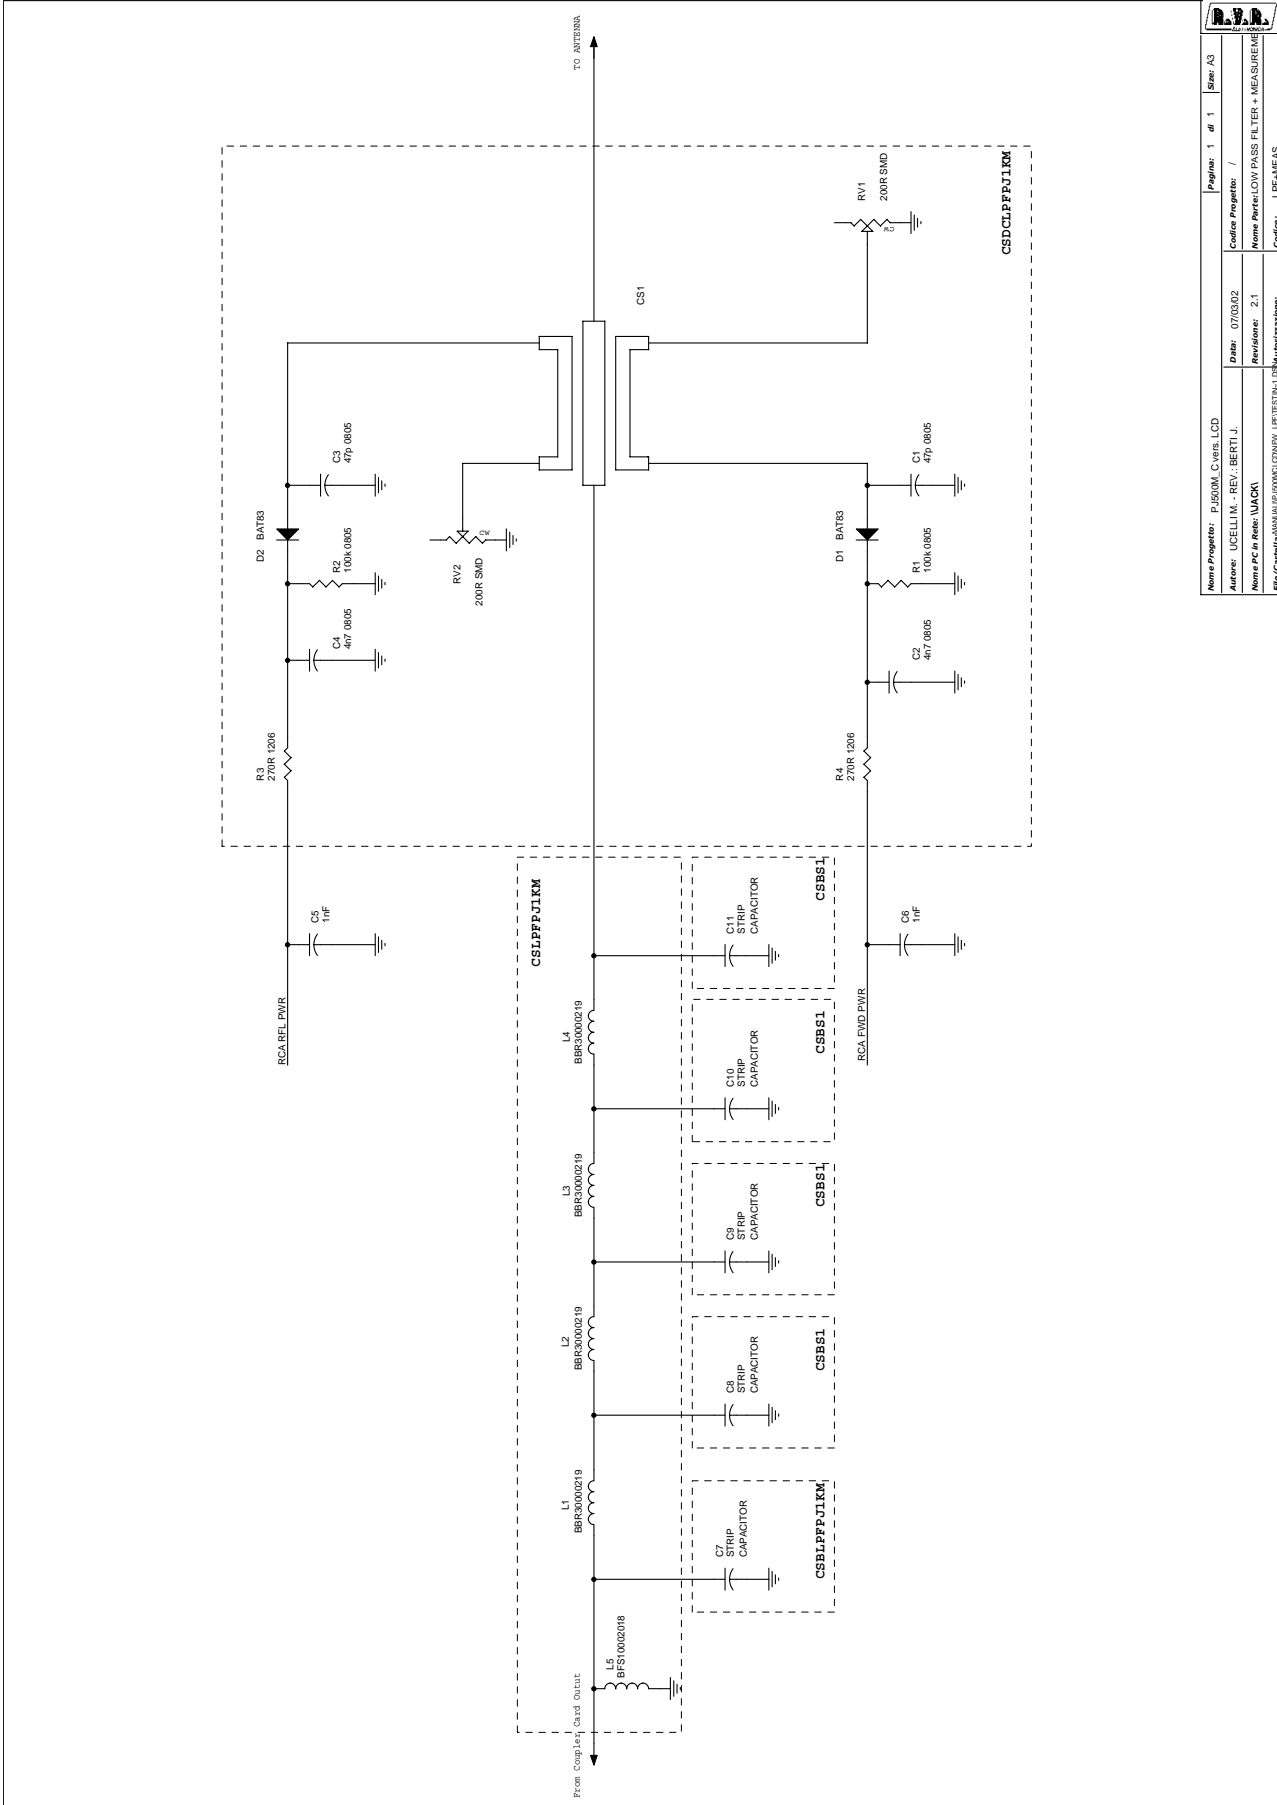 TO ANTENNA
CSDCLPFPJ1KM
RV1
200R SMD
CW
CS1
C3
47p 0805
D2 BAT83
R2
100k 0805
C4
4n7 0805
R3
270R 1206
RV2
200R SMD
CW
C1
47p 0805
D1 BAT83
R1
100k 0805
C2
4n7 0805
R4
270R 1206
C5
1nF
RCA RFL PWR
C6
1nF
RCA FWD PWR
CSLPFPJ1KM
L4
BBR30000219
L3
BBR30000219
L2
BBR30000219
L1
BBR30000219
L5
BFS10002018
C11
STRIP
CAPACITOR
CSBS1
C10
STRIP
CAPACITOR
CSBS1
C9
STRIP
CAPACITOR
CSBS1
C8
STRIP
CAPACITOR
CSBS1
C7
STRIP
CAPACITOR
CSBLPFPJ1KM
From Coupler Card Outut
R.V.R.
Nome Progetto: PJ500M_C vers. LCD Pagina: 1 di 1 Size: A3
Autore: UCELLI M. - REV.: BERTI J. Data: 07/03/02 Codice Progetto: /
Nome PC in Rete: \\JACK\ Revisione: 2.1 Nome Parte: LOW PASS FILTER + MEASUREME